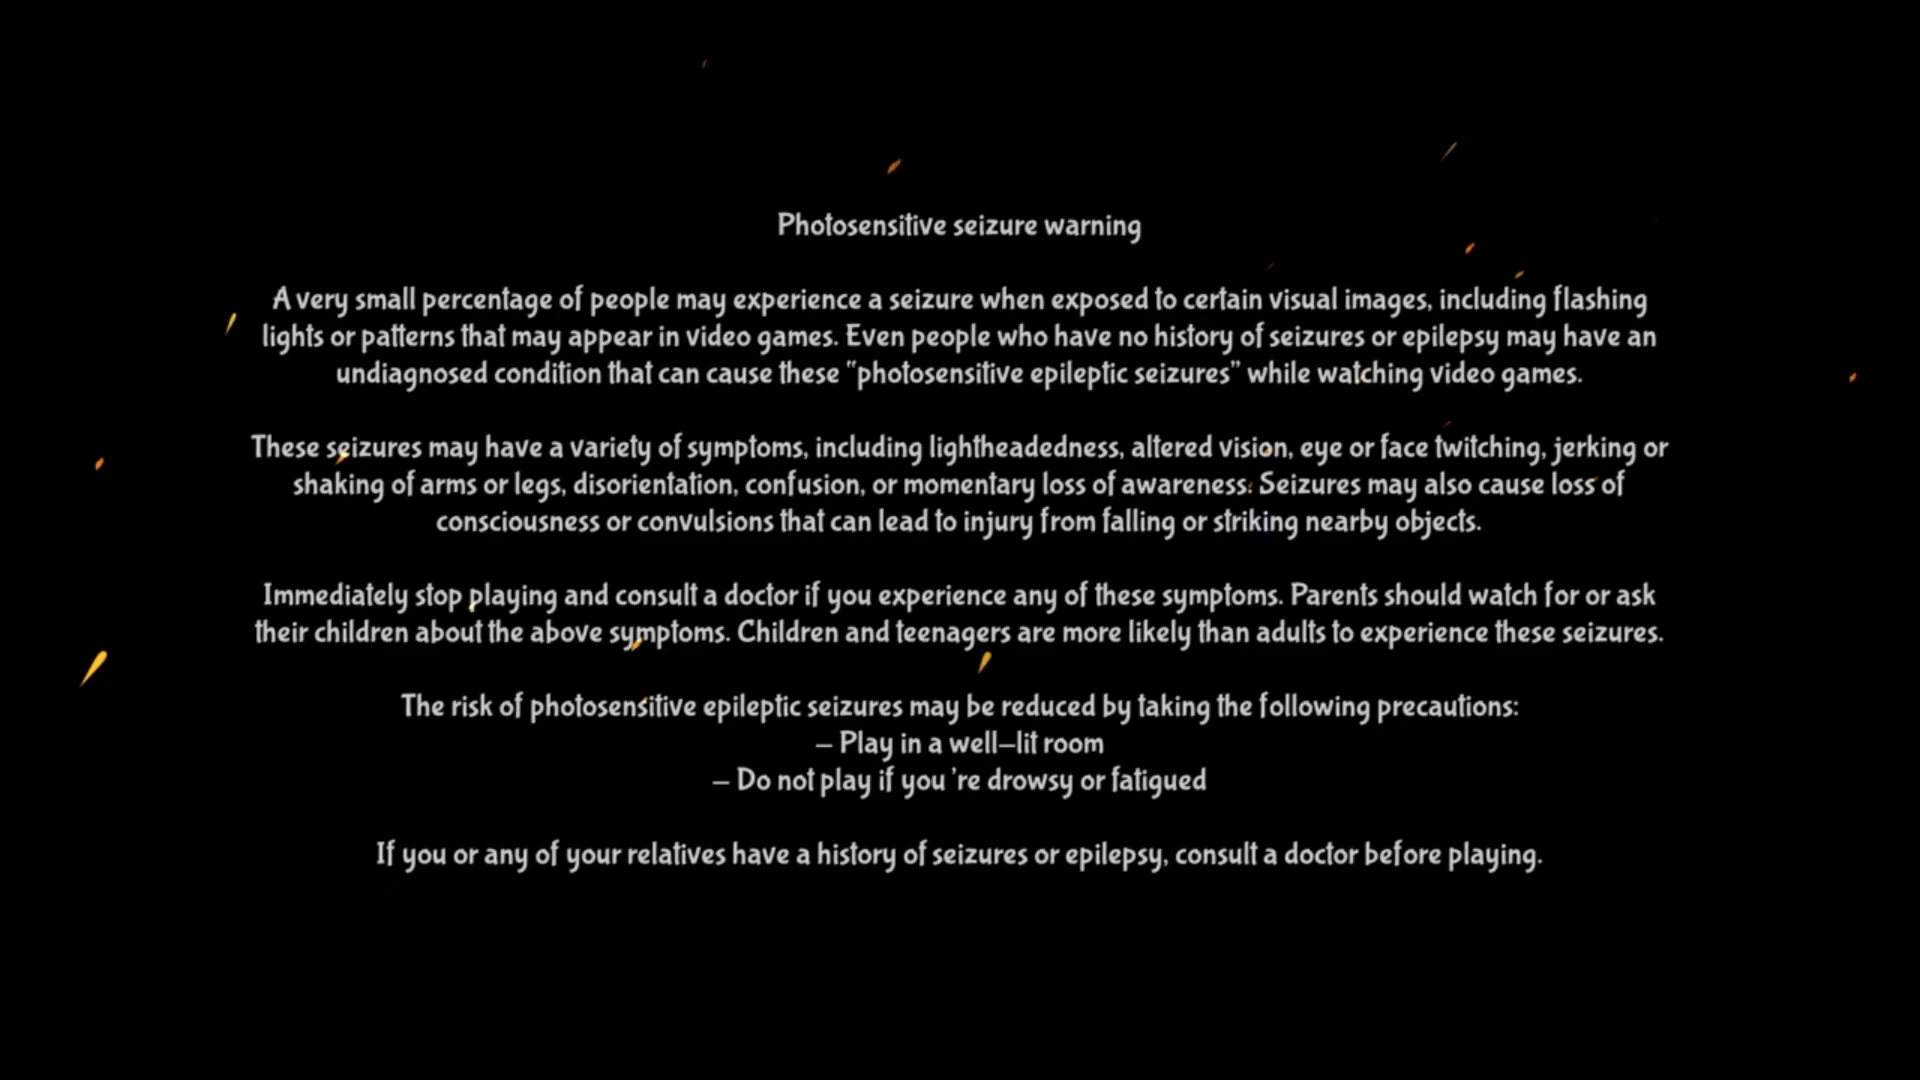 Photosensitive seizure warning
A very small percentage of people may experience a seizure when exposed to certain visual images, including flashing
lights or patterns that may appear in video games. Even people who have no history of seizures or epilepsy may have an
undiagnosed condition that can cause these “photosensitive epileptic seizures” while watching video games.
These seizures may have a variety of symptoms, including lightheadedness, altered vision, eye or face twitching, jerking or
shaking of arms or legs, disorientation, confusion, or momentary loss of awareness. Seizures may also cause loss of
consciousness or convulsions that can lead to injury from falling or striking nearby objects.
Immediately stop playing and consult a doctor if you experience any of these symptoms. Parents should watch for or ask
their children about the above symptoms. Children and teenagers are more likely than adults to experience these seizures.
The risk of photosensitive epileptic seizures may be reduced by taking the following precautions:
– Play in a well–lit room
– Do not play if you ’re drowsy or fatigued
If you or any of your relatives have a history of seizures or epilepsy, consult a doctor before playing.